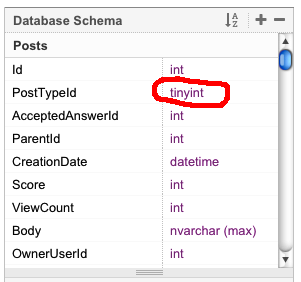 Database Schema
Posts
Id int
PostTypeId tinyint
AcceptedAnswerId int
ParentId int
CreationDate datetime
Score int
ViewCount int
Body nvarchar (max)
OwnerUserId int